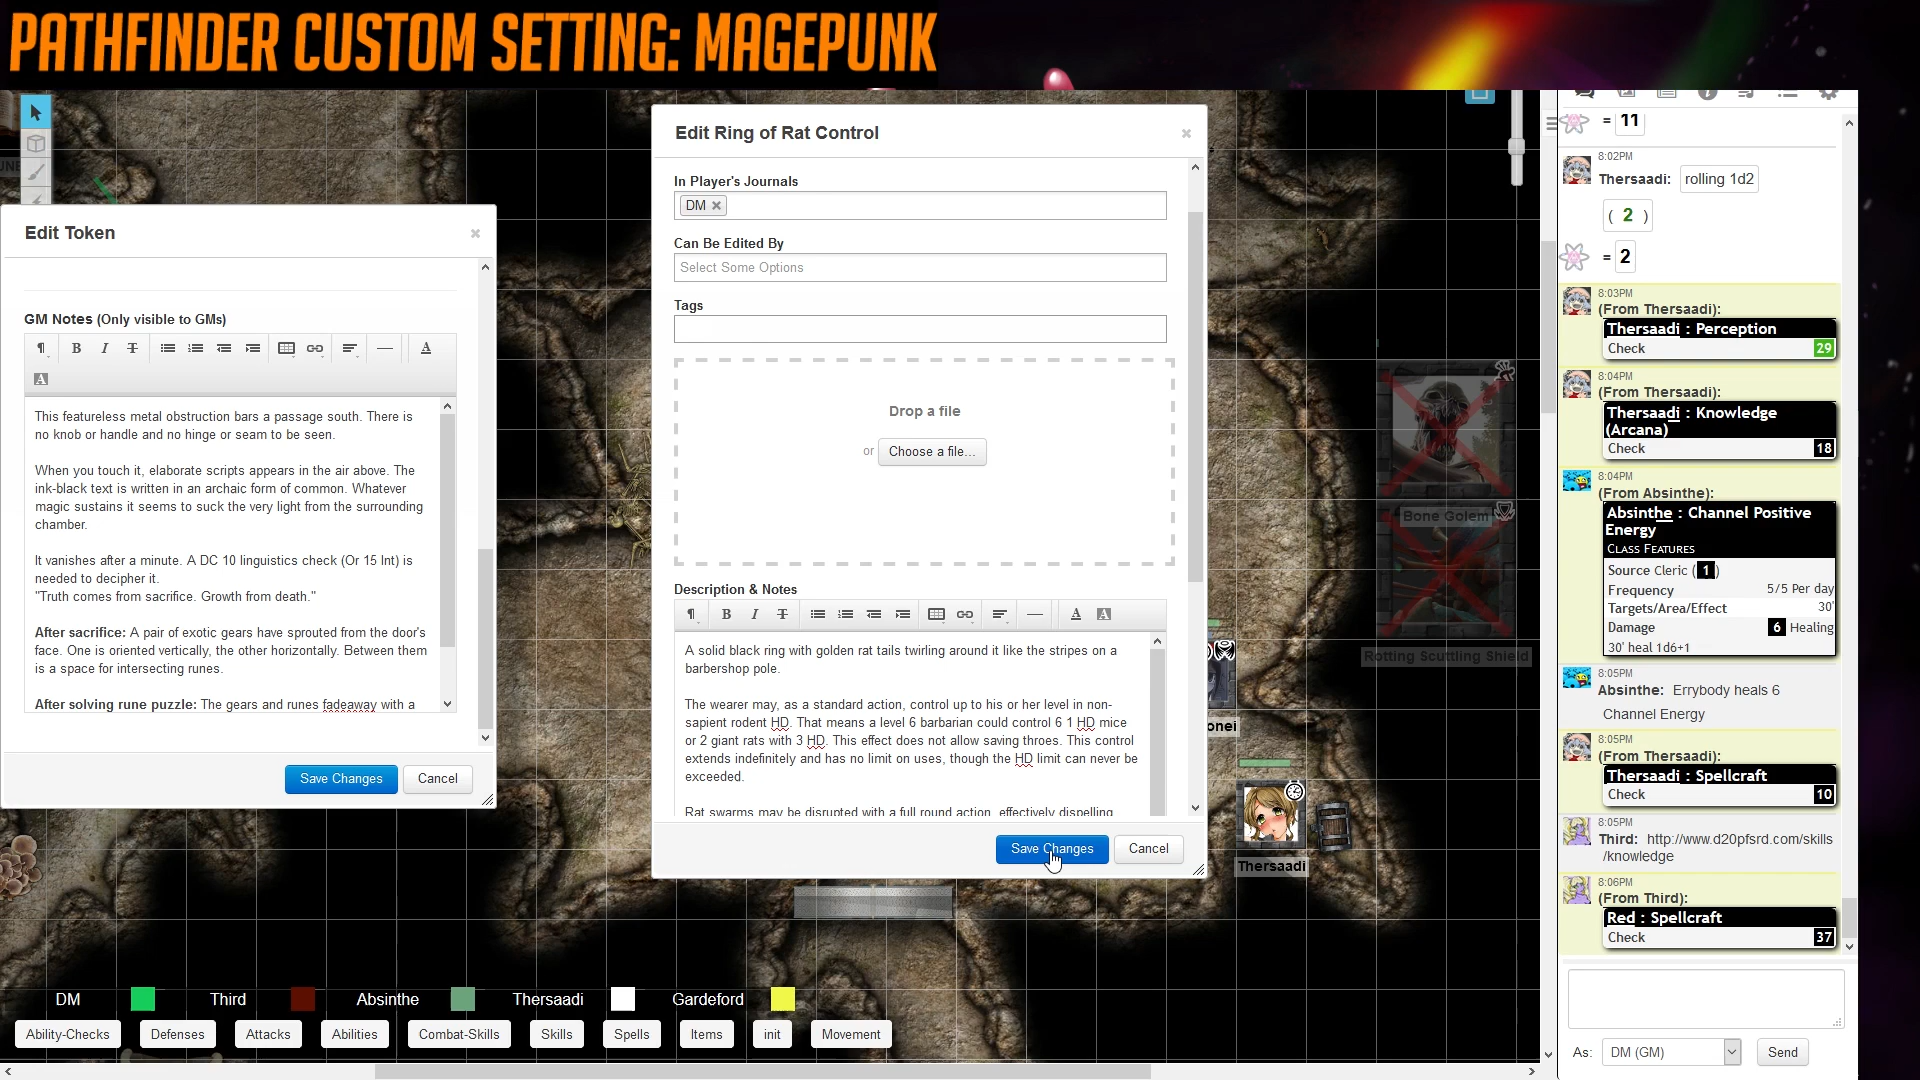 PATHFINDER CUSTOM SETTING: MAGEPUNK
Edit Token
×
GM Notes (Only visible to GMs)
This featureless metal obstruction bars a passage south. There is
no knob or handle and no hinge or seam to be seen.
When you touch it, elaborate scripts appears in the air above. The
ink-black text is written in an archaic form of common. Whatever
magic sustains it seems to suck the very light from the surrounding
chamber.
It vanishes after a minute. A DC 10 linguistics check (Or 15 Int) is
needed to decipher it.
"Truth comes from sacrifice. Growth from death."
After sacrifice: A pair of exotic gears have sprouted from the door's
face. One is oriented vertically, the other horizontally. Between them
is a space for intersecting runes.
After solving rune puzzle: The gears and runes fadeaway with a
Save Changes
Cancel
Edit Ring of Rat Control
×
In Player's Journals
DM ×
Can Be Edited By
Select Some Options
Tags
Drop a file
or Choose a file...
Description & Notes
A solid black ring with golden rat tails twirling around it like the stripes on a
barbershop pole.
The wearer may, as a standard action, control up to his or her level in non-
sapient rodent HD. That means a level 6 barbarian could control 6 1 HD mice
or 2 giant rats with 3 HD. This effect does not allow saving throes. This control
extends indefinitely and has no limit on uses, though the HD limit can never be
exceeded.
Rat swarms may be disrupted with a full round action, effectively dispelling
Save Changes
Cancel
Bone Golem
Rotting Scuttling Shield
onei
Thersaadi
= 11
8:02PM
Thersaadi: rolling 1d2
( 2 )
= 2
8:03PM
(From Thersaadi):
Thersaadi : Perception
Check 29
8:04PM
(From Thersaadi):
Thersaadi : Knowledge
(Arcana)
Check 18
8:04PM
(From Absinthe):
Absinthe : Channel Positive
Energy
Class Features
Source Cleric ( 1 )
Frequency 5/5 Per day
Targets/Area/Effect 30'
Damage 6 Healing
30' heal 1d6+1
8:05PM
Absinthe: Errybody heals 6
Channel Energy
8:05PM
(From Thersaadi):
Thersaadi : Spellcraft
Check 10
8:05PM
Third: http://www.d20pfsrd.com/skills
/knowledge
8:06PM
(From Third):
Red : Spellcraft
Check 37
As: DM (GM)
Send
DM
Third
Absinthe
Thersaadi
Gardeford
Ability-Checks
Defenses
Attacks
Abilities
Combat-Skills
Skills
Spells
Items
init
Movement